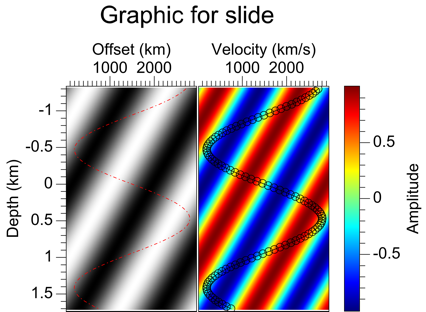 Graphic for slide
Offset (km) Velocity (km/s)
1000 2000 1000 2000
-1
-0.5
0
0.5
1
1.5
Depth (km)
0.5
0
-0.5
Amplitude